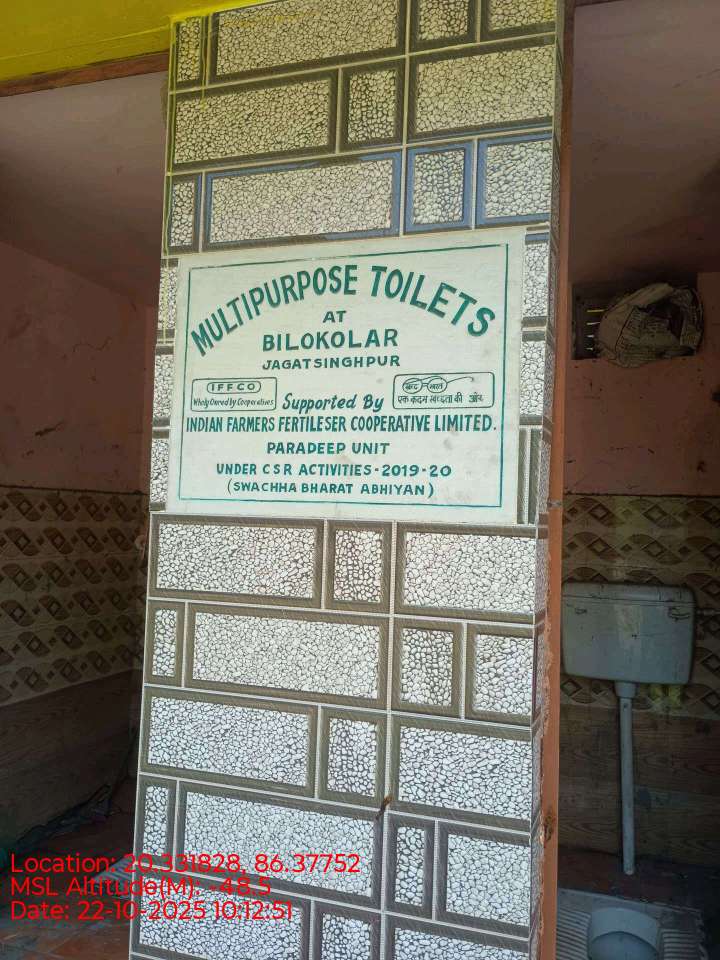 MULTIPURPOSE TOILETS
AT
BILOKOLAR
JAGATSINGHPUR
IFFCO
Wholly Owned by Cooperatives
स्वच्छ भारत
एक कदम स्वच्छता की ओर
Supported By
INDIAN FARMERS FERTILESER COOPERATIVE LIMITED.
PARADEEP UNIT
UNDER CSR ACTIVITIES-2019-20
(SWACHHA BHARAT ABHIYAN)
Location: 20.331828, 86.37752
MSL Altitude(M): -48.5
Date: 22-10-2025 10:12:51